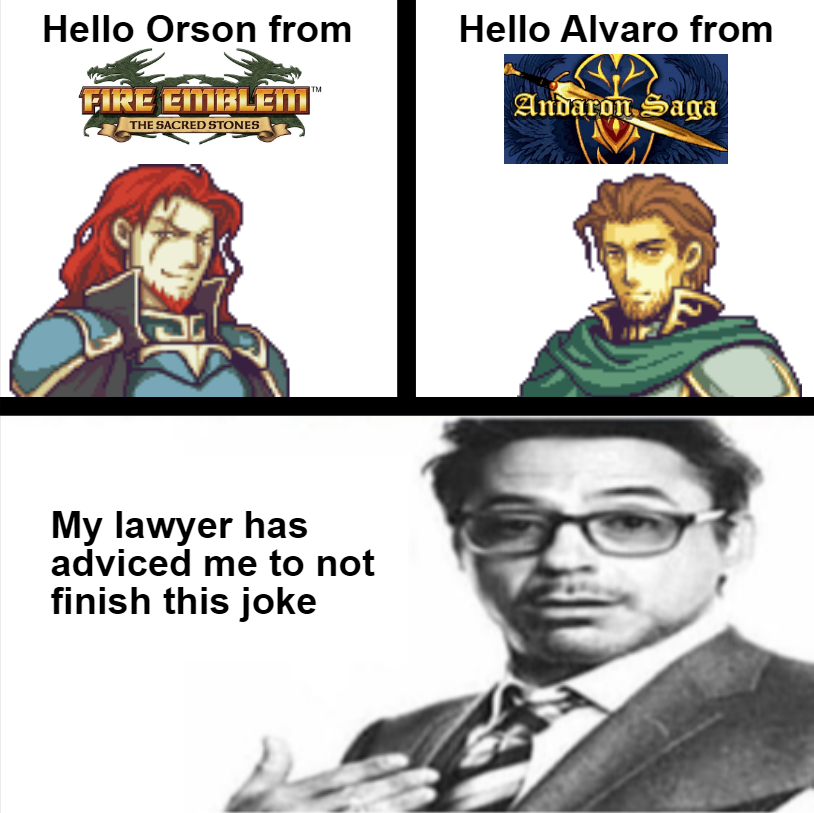 Hello Orson from
FIRE EMBLEM™
THE SACRED STONES
Hello Alvaro from
Andaron Saga
My lawyer has
adviced me to not
finish this joke